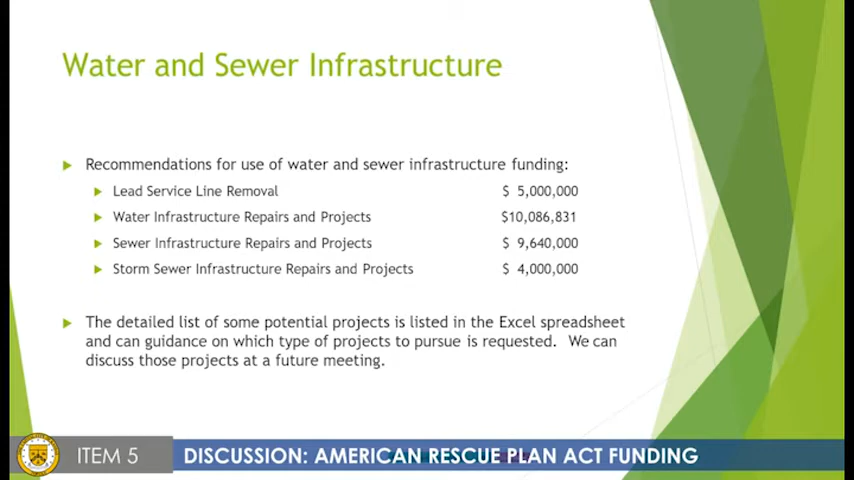 Water and Sewer Infrastructure
Recommendations for use of water and sewer infrastructure funding:
Lead Service Line Removal $ 5,000,000
Water Infrastructure Repairs and Projects $10,086,831
Sewer Infrastructure Repairs and Projects $ 9,640,000
Storm Sewer Infrastructure Repairs and Projects $ 4,000,000
The detailed list of some potential projects is listed in the Excel spreadsheet
and can guidance on which type of projects to pursue is requested. We can
discuss those projects at a future meeting.
ITEM 5 DISCUSSION: AMERICAN RESCUE PLAN ACT FUNDING